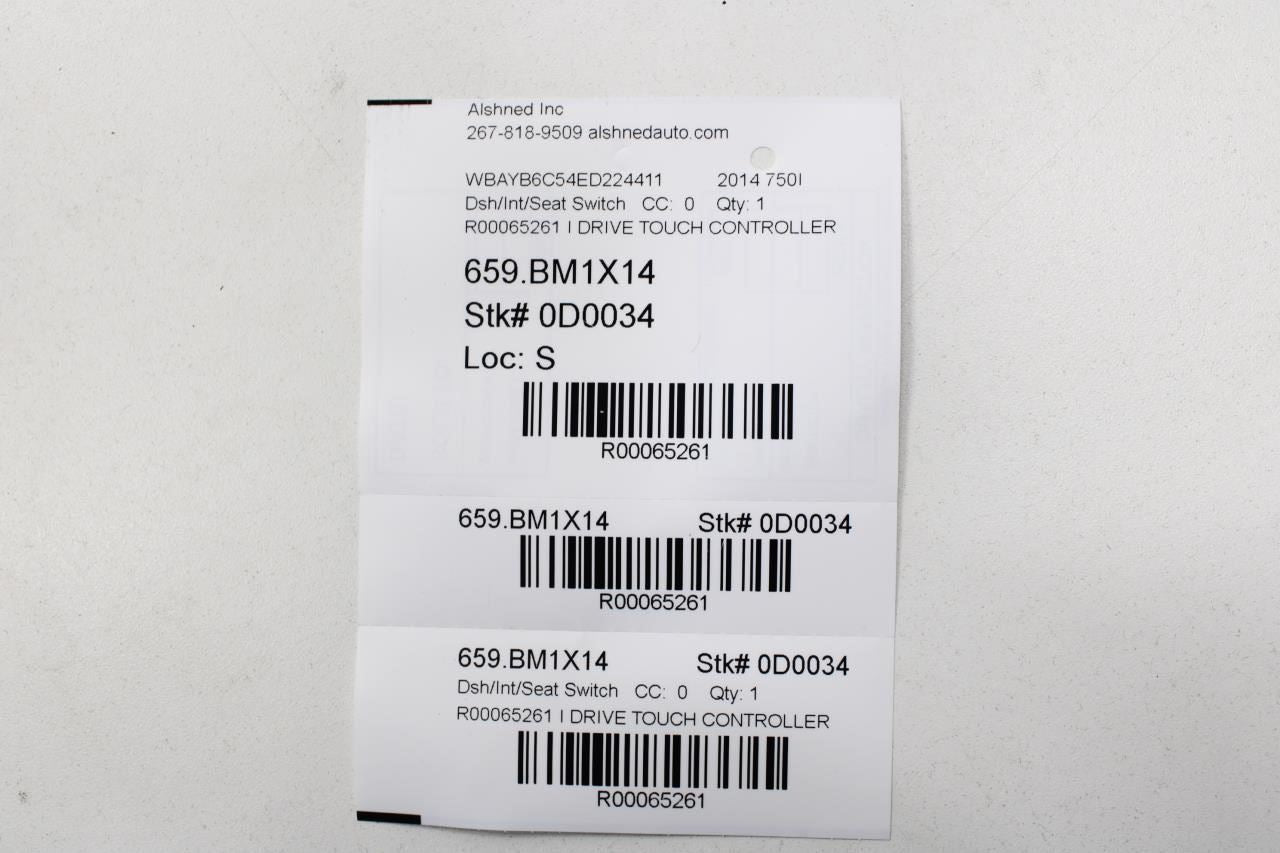 Alshned Inc
267-818-9509 alshnedauto.com
WBAYB6C54ED224411 2014 750I
Dsh/Int/Seat Switch CC: 0 Qty: 1
R00065261 I DRIVE TOUCH CONTROLLER
659.BM1X14
Stk# 0D0034
Loc: S
R00065261
659.BM1X14 Stk# 0D0034
R00065261
659.BM1X14 Stk# 0D0034
Dsh/Int/Seat Switch CC: 0 Qty: 1
R00065261 I DRIVE TOUCH CONTROLLER
R00065261